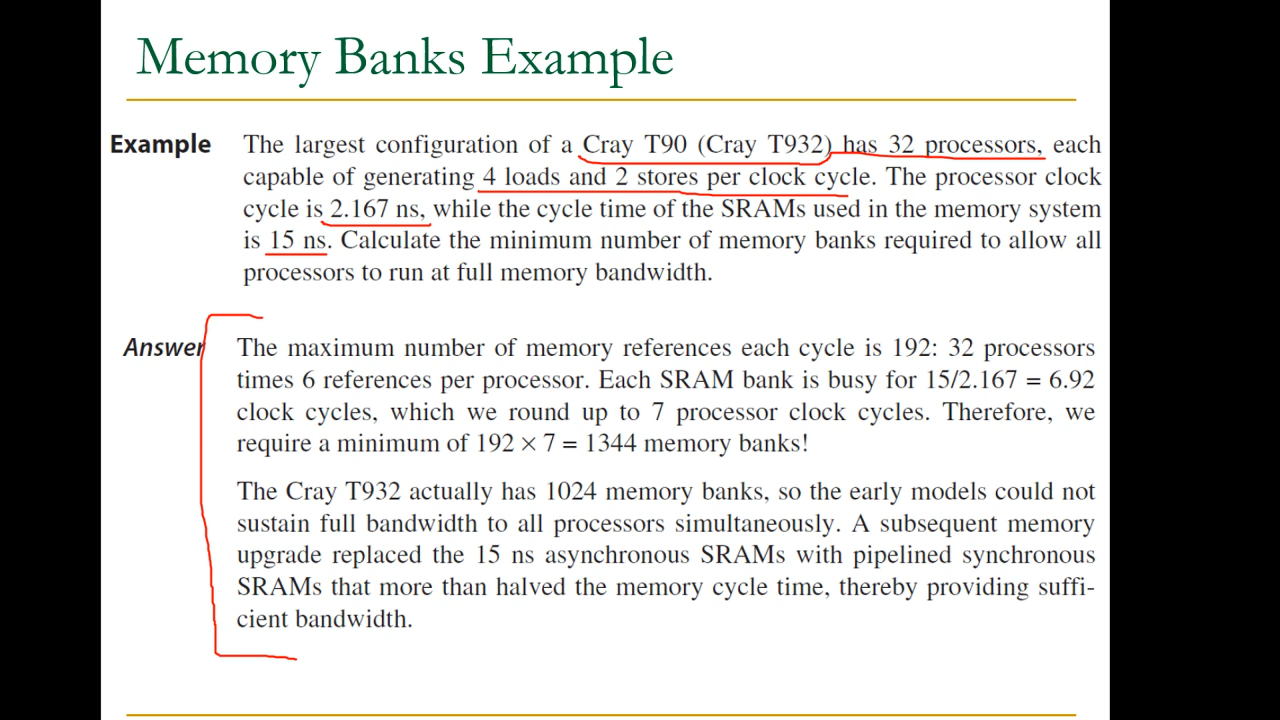 Memory Banks Example
Example The largest configuration of a Cray T90 (Cray T932) has 32 processors, each
capable of generating 4 loads and 2 stores per clock cycle. The processor clock
cycle is 2.167 ns, while the cycle time of the SRAMs used in the memory system
is 15 ns. Calculate the minimum number of memory banks required to allow all
processors to run at full memory bandwidth.
Answer The maximum number of memory references each cycle is 192: 32 processors
times 6 references per processor. Each SRAM bank is busy for 15/2.167 = 6.92
clock cycles, which we round up to 7 processor clock cycles. Therefore, we
require a minimum of 192 × 7 = 1344 memory banks!
The Cray T932 actually has 1024 memory banks, so the early models could not
sustain full bandwidth to all processors simultaneously. A subsequent memory
upgrade replaced the 15 ns asynchronous SRAMs with pipelined synchronous
SRAMs that more than halved the memory cycle time, thereby providing suffi-
cient bandwidth.